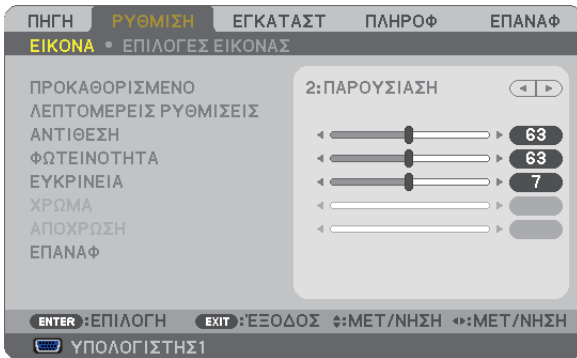 ΠΗΓΗ ΡΥΘΜΙΣΗ ΕΓΚΑΤΑΣΤ ΠΛΗΡΟΦ ΕΠΑΝΑΦ
ΕΙΚΟΝΑ • ΕΠΙΛΟΓΕΣ ΕΙΚΟΝΑΣ
ΠΡΟΚΑΘΟΡΙΣΜΕΝΟ 2:ΠΑΡΟΥΣΙΑΣΗ
ΛΕΠΤΟΜΕΡΕΙΣ ΡΥΘΜΙΣΕΙΣ
ΑΝΤΙΘΕΣΗ 63
ΦΩΤΕΙΝΟΤΗΤΑ 63
ΕΥΚΡΙΝΕΙΑ 7
ΧΡΩΜΑ
ΑΠΟΧΡΩΣΗ
ΕΠΑΝΑΦ
ENTER :ΕΠΙΛΟΓΗ EXIT :ΈΞΟΔΟΣ :ΜΕΤ/ΝΗΣΗ :ΜΕΤ/ΝΗΣΗ
ΥΠΟΛΟΓΙΣΤΗΣ1